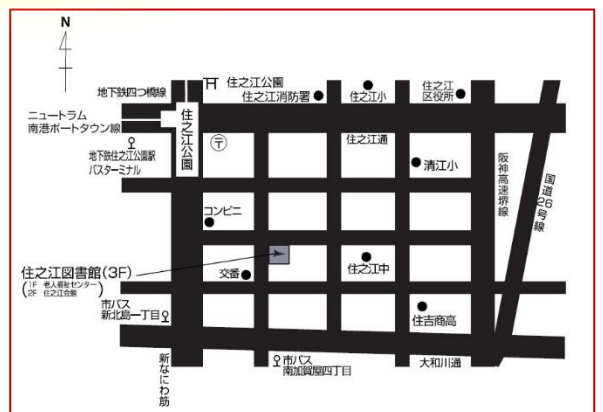 N
地下鉄四つ橋線
住之江公園
住之江消防署
住之江小
住之江
区役所
ニュートラム
南港ポートタウン線
住之江公園
〒
住之江通
地下鉄住之江公園駅
バスターミナル
清江小
阪神高速堺線
国道26号線
コンビニ
住之江図書館(3F)
(1F 老人福祉センター
2F 住之江会館)
交番
住之江中
市バス
新北島一丁目
住吉商高
新なにわ筋
市バス
南加賀屋四丁目
大和川通